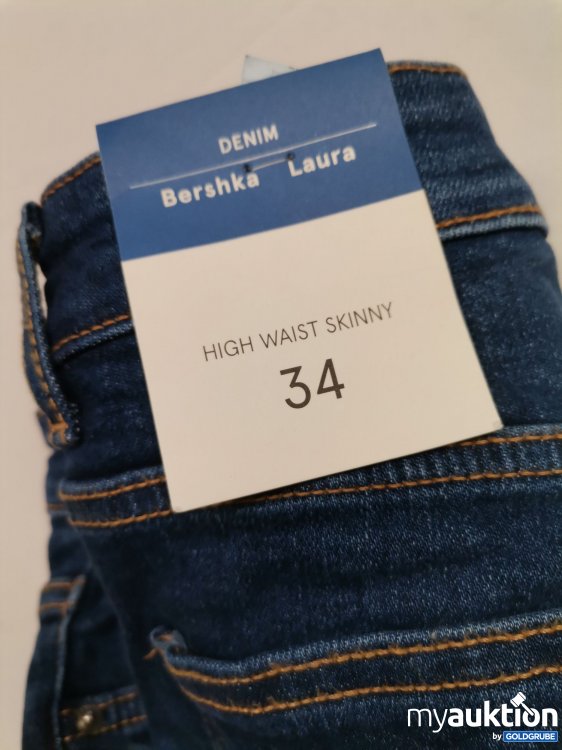 DENIM
Bershka Laura
HIGH WAIST SKINNY
34
myauktion
by GOLDGRUBE